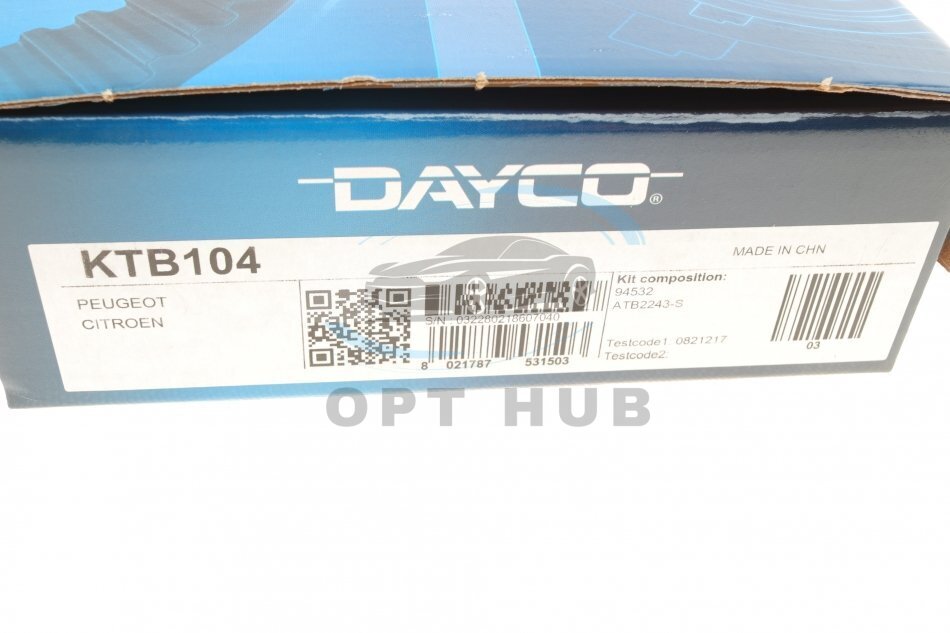 DAYCO®
KTB104
MADE IN CHN
PEUGEOT
CITROEN
Kit composition:
94532
ATB2243-S
S/N : 032280218607040
Testcode1: 0821217
Testcode2:
03
8 021787 531503
OPT HUB